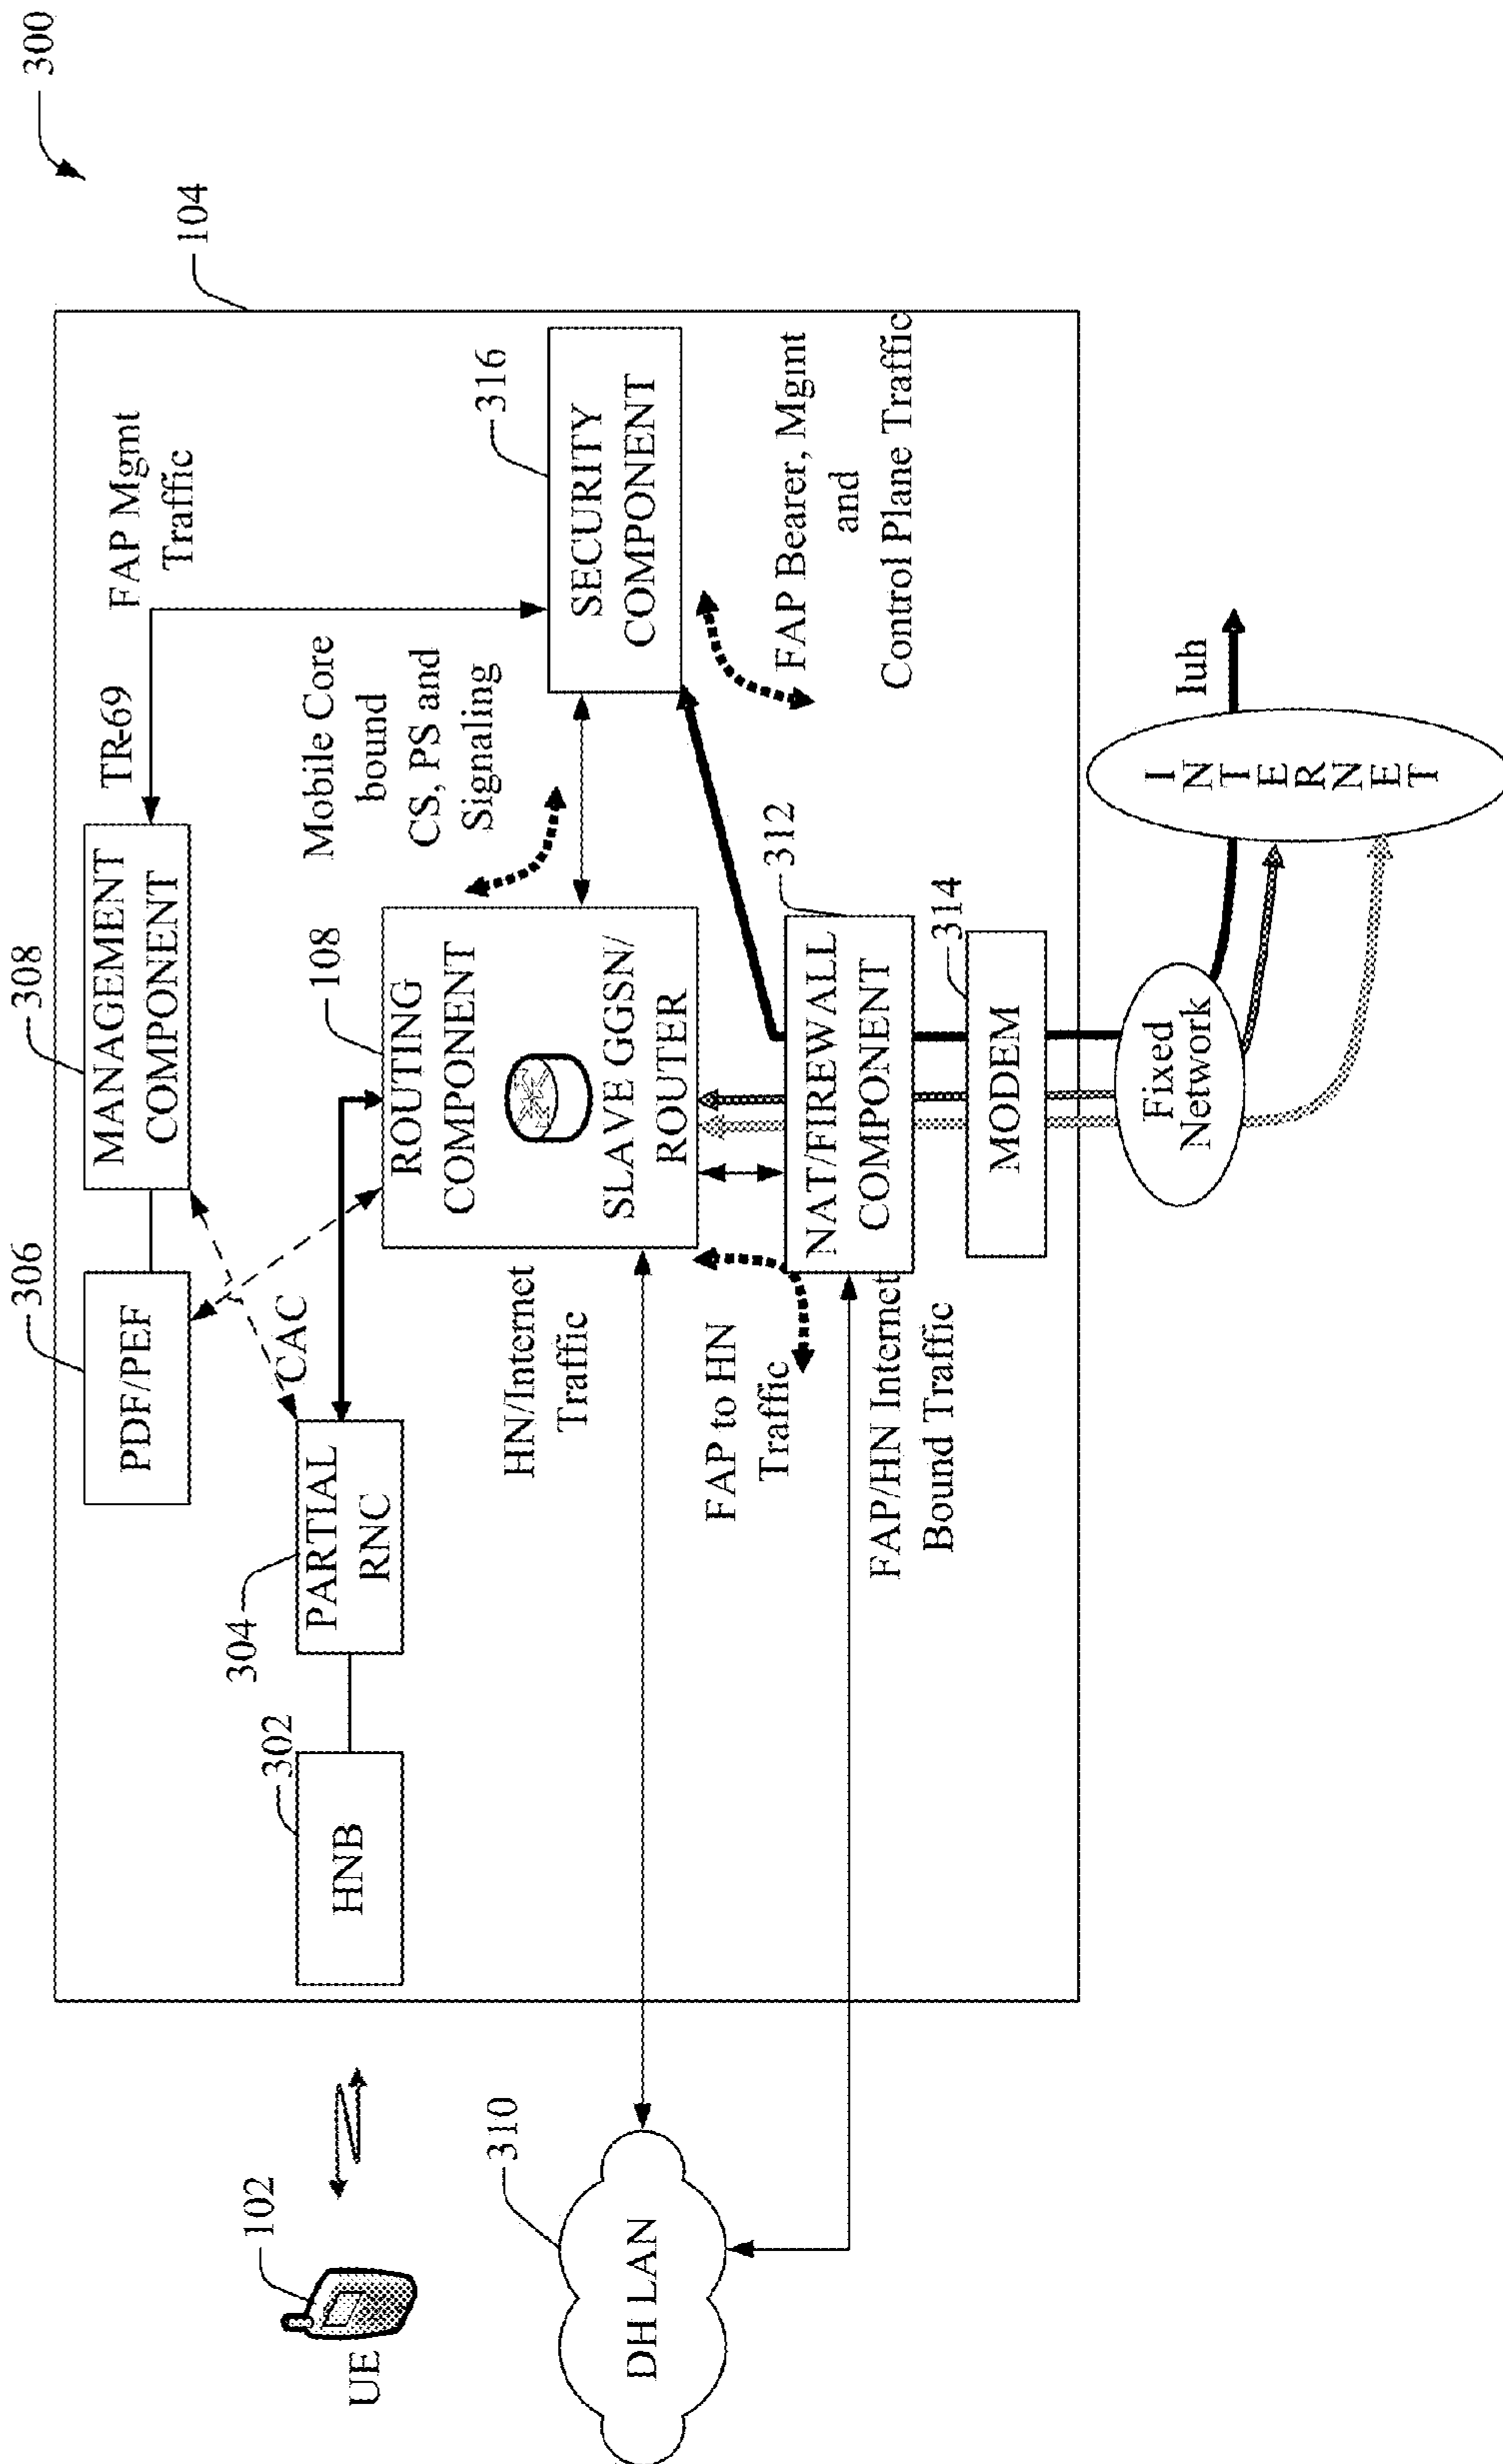 300
104
306
308
PDF/PEF
MANAGEMENT
COMPONENT
TR-69
FAP Mgmt
Traffic
CAC
302
304
HNB
PARTIAL
RNC
108
ROUTING
COMPONENT
SLAVE GGSN/
ROUTER
Mobile Core
bound
CS, PS and
Signaling
316
SECURITY
COMPONENT
102
UE
310
DH LAN
HN/Internet
Traffic
FAP to HN
Traffic
FAP/HN Internet
Bound Traffic
312
NAT/FIREWALL
COMPONENT
314
MODEM
FAP Bearer, Mgmt
and
Control Plane Traffic
Fixed
Network
INTERNET
Iuh